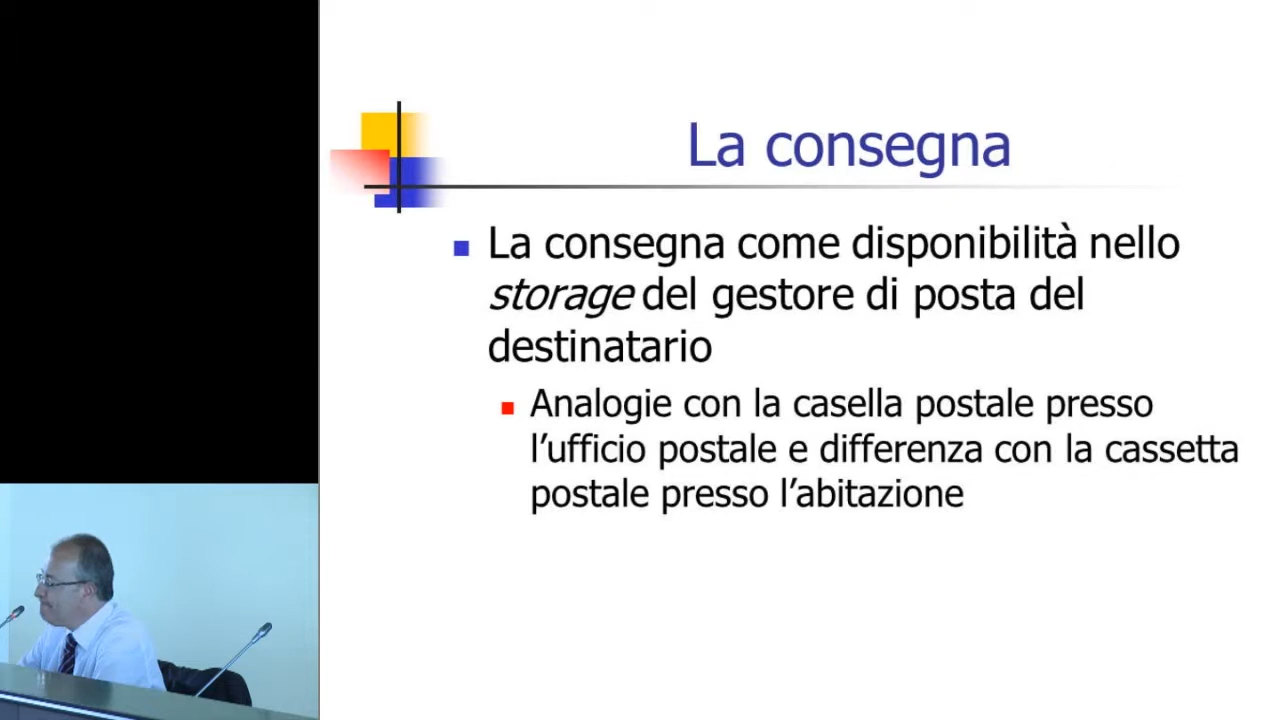 La consegna
La consegna come disponibilità nello
storage del gestore di posta del
destinatario
Analogie con la casella postale presso
l’ufficio postale e differenza con la cassetta
postale presso l’abitazione